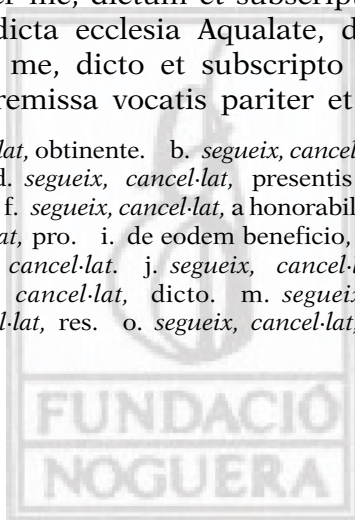 er me, dictum et subscript
dicta ecclesia Aqualate, d
me, dicto et subscripto
remissa vocatis pariter et
lat, obtinente. b. segueix, cancel
d. segueix, cancel·lat, presentis
f. segueix, cancel·lat, a honorabil
at, pro. i. de eodem beneficio,
cancel·lat. j. segueix, cancel·l
cancel·lat, dicto. m. segueix
l·lat, res. o. segueix, cancel·lat,
FUNDACIÓ
NOGUERA